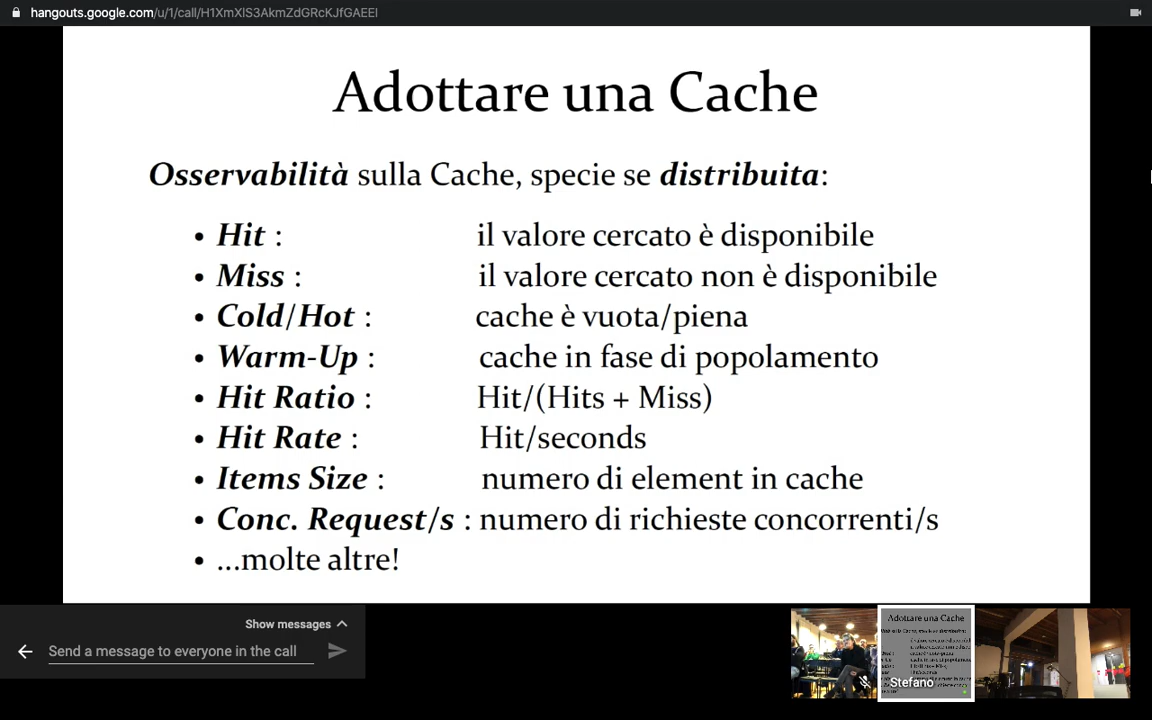 hangouts.google.com/u/1/call/H1XmXlS3AkmZdGRcKJfGAEEI
Adottare una Cache
Osservabilità sulla Cache, specie se distribuita:
• Hit : il valore cercato è disponibile
• Miss : il valore cercato non è disponibile
• Cold/Hot : cache è vuota/piena
• Warm-Up : cache in fase di popolamento
• Hit Ratio : Hit/(Hits + Miss)
• Hit Rate : Hit/seconds
• Items Size : numero di element in cache
• Conc. Request/s : numero di richieste concorrenti/s
• ...molte altre!
Show messages
Send a message to everyone in the call
Adottare una Cache
Stefano